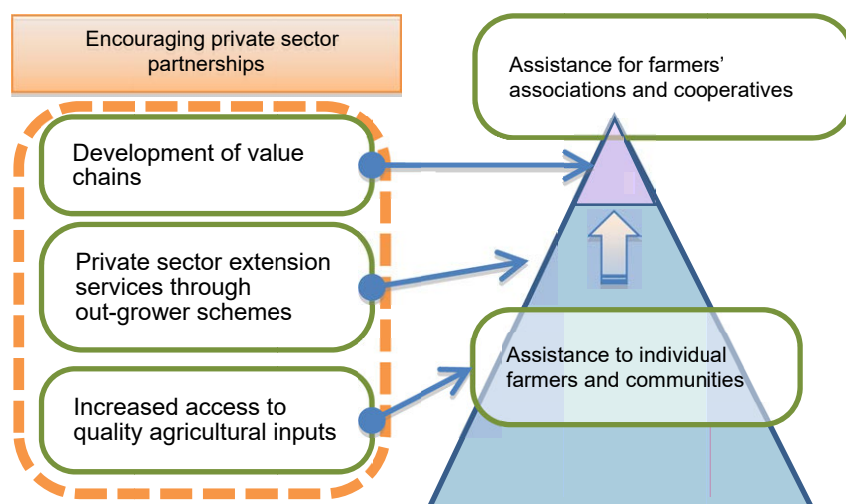 Encouraging private sector
partnerships
Development of value
chains
Private sector extension
services through
out-grower schemes
Increased access to
quality agricultural inputs
Assistance for farmers’
associations and cooperatives
Assistance to individual
farmers and communities